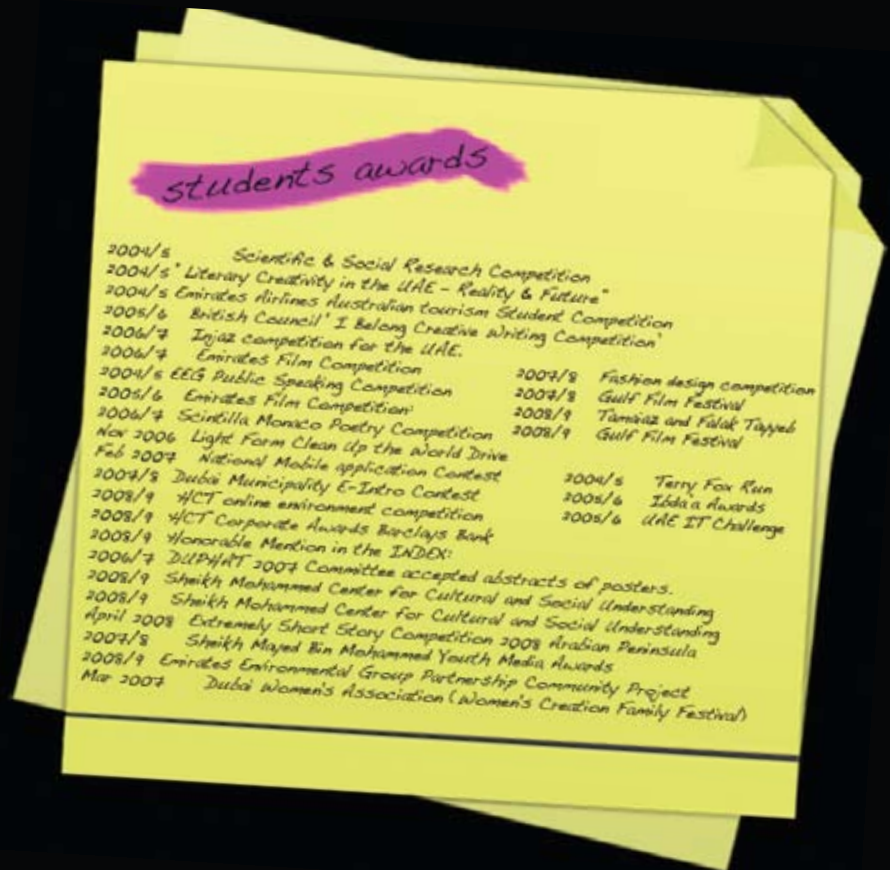 students awards
2004/5 Scientific & Social Research Competition
2004/5 " Literary Creativity in the UAE - Reality & Future"
2004/5 Emirates Airlines Australian tourism Student Competition
2005/6 British Council' I Belong Creative Writing Competition'
2006/7 Injaz competition for the UAE.
2006/7 Emirates Film Competition
2004/5 EEG Public Speaking Competition
2005/6 Emirates Film Competition'
2006/7 Scintilla Monaco Poetry Competition
Nov 2006 Light Form Clean Up the World Drive
Feb 2007 National Mobile application Contest
2007/8 Dubai Municipality E-Intro Contest
2008/9 HCT online environment competition
2008/9 HCT Corporate Awards Barclays Bank
2008/9 Honorable Mention in the INDEX:
2006/7 DUPHAT 2007 Committee accepted abstracts of posters.
2008/9 Sheikh Mohammed Center for Cultural and Social Understanding
2008/9 Sheikh Mohammed Center for Cultural and Social Understanding
April 2008 Extremely Short Story Competition 2008 Arabian Peninsula
2007/8 Sheikh Majed Bin Mohammed Youth Media Awards
2008/9 Emirates Environmental Group Partnership Community Project
Mar 2007 Dubai Women's Association (Women's Creation Family Festival)
2007/8 Fashion design competition
2007/8 Gulf Film Festival
2008/9 Tamaiaz and Falak Tayyeb
2008/9 Gulf Film Festival
2004/5 Terry Fox Run
2005/6 Ibda'a Awards
2005/6 UAE IT Challenge